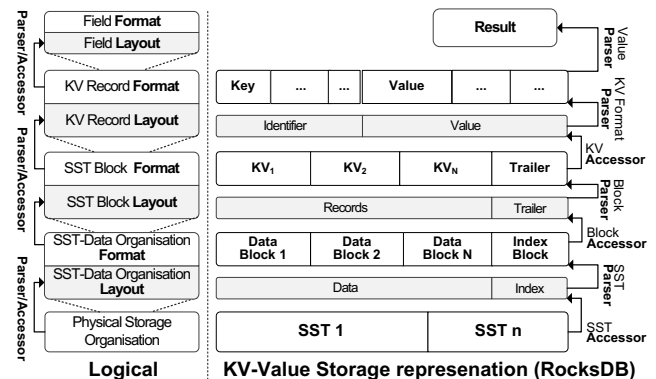 Field Format
Field Layout
KV Record Format
KV Record Layout
SST Block Format
SST Block Layout
SST-Data Organisation
Format
SST-Data Organisation
Layout
Physical Storage
Organisation
Parser/Accessor
Parser/Accessor
Parser/Accessor
Logical
Result
Value
Parser
Key ... ... Value ... ...
KV Format
Parser
Identifier Value
KV
Accessor
KV1 KV2 KVN Trailer
Block
Parser
Records Trailer
Block
Accessor
Data Block 1 Data Block 2 Data Block N Index Block
SST
Parser
Data Index
SST
Accessor
SST 1 SST n
KV-Value Storage represenation (RocksDB)